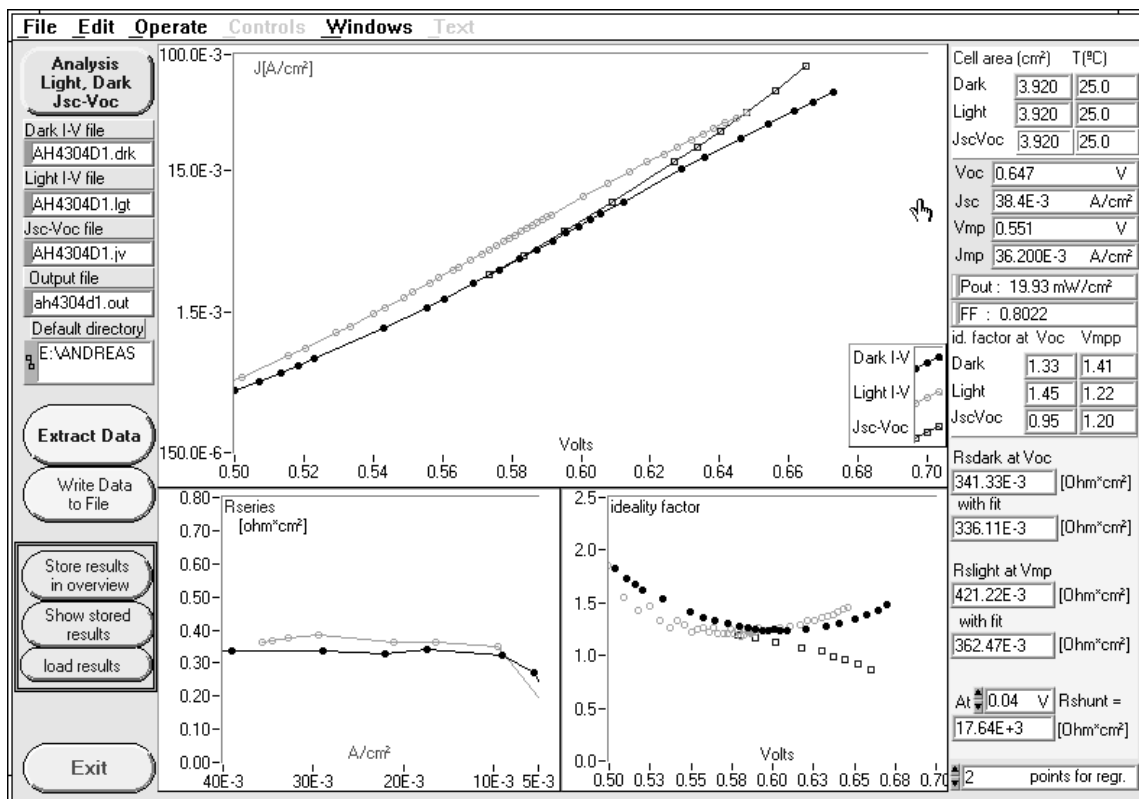 File Edit Operate Controls Windows Text
Analysis
Light, Dark
Jsc-Voc
Dark I-V file
AH4304D1.drk
Light I-V file
AH4304D1.lgt
Jsc-Voc file
AH4304D1.jv
Output file
ah4304d1.out
Default directory
E:\ANDREAS
Extract Data
Write Data
to File
Store results
in overview
Show stored
results
load results
Exit
100.0E-3
15.0E-3
1.5E-3
150.0E-6
J[A/cm²]
Volts
0.50 0.52 0.54 0.56 0.58 0.60 0.62 0.64 0.66 0.68 0.70
Dark I-V
Light I-V
Jsc-Voc
0.80
0.70
0.60
0.50
0.40
0.30
0.20
0.10
0.00
Rseries
[ohm*cm²]
A/cm²
40E-3 30E-3 20E-3 10E-3 5E-3
2.5
2.0
1.5
1.0
0.5
0.0
ideality factor
Volts
0.50 0.53 0.55 0.58 0.60 0.63 0.65 0.68 0.70
Cell area (cm²) T(ºC)
Dark 3.920 25.0
Light 3.920 25.0
JscVoc 3.920 25.0
Voc 0.647 V
Jsc 38.4E-3 A/cm²
Vmp 0.551 V
Jmp 36.200E-3 A/cm²
Pout : 19.93 mW/cm²
FF : 0.8022
id. factor at Voc Vmpp
Dark 1.33 1.41
Light 1.45 1.22
JscVoc 0.95 1.20
Rsdark at Voc
341.33E-3 [Ohm*cm²]
with fit
336.11E-3 [Ohm*cm²]
Rslight at Vmp
421.22E-3 [Ohm*cm²]
with fit
362.47E-3 [Ohm*cm²]
At 0.04 V Rshunt =
17.64E+3 [Ohm*cm²]
2 points for regr.